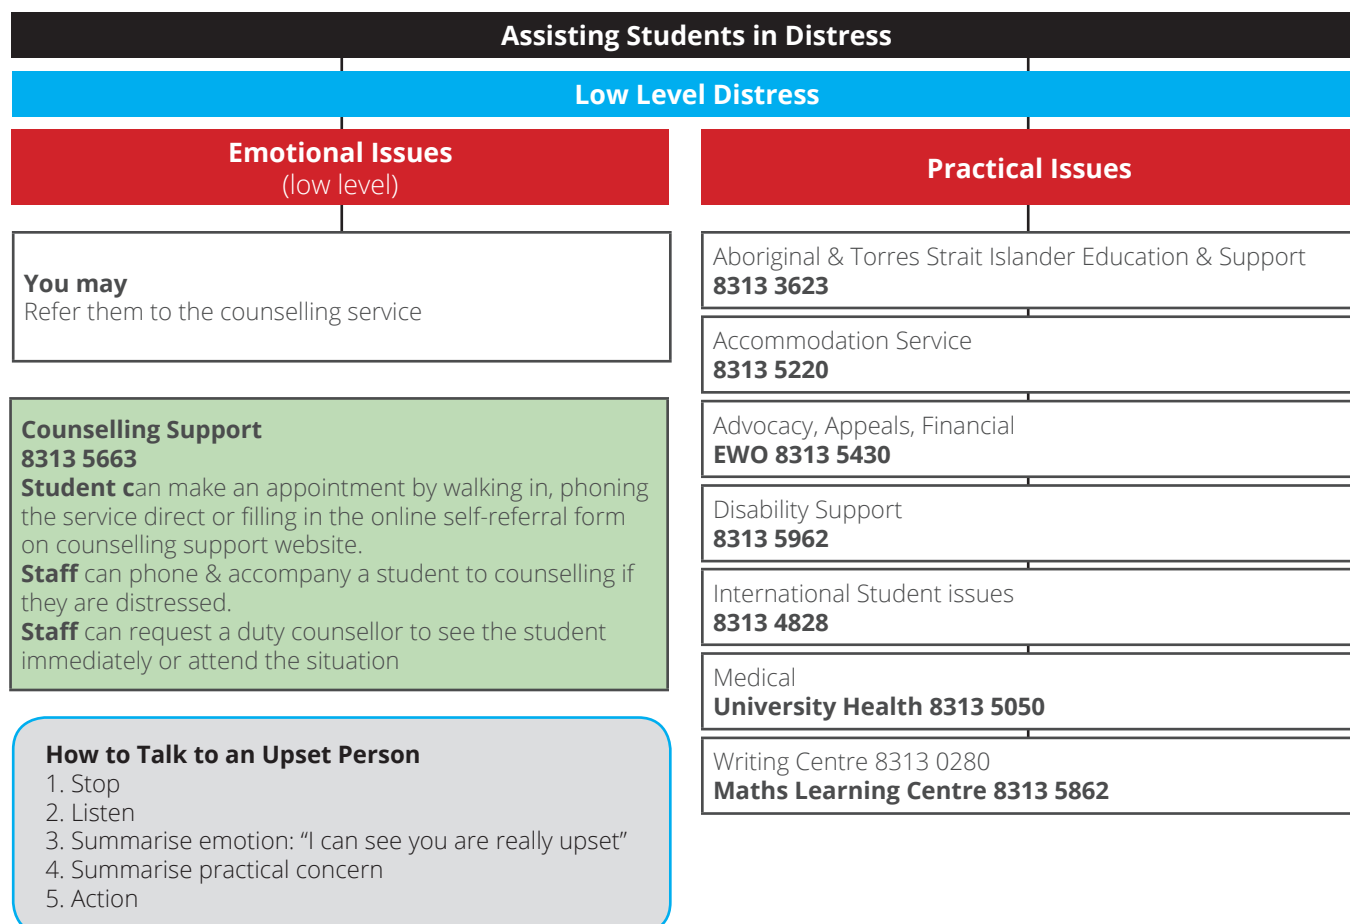 Assisting Students in Distress
Low Level Distress
Emotional Issues
(low level)
You may
Refer them to the counselling service
Counselling Support
8313 5663
Student can make an appointment by walking in, phoning
the service direct or filling in the online self-referral form
on counselling support website.
Staff can phone & accompany a student to counselling if
they are distressed.
Staff can request a duty counsellor to see the student
immediately or attend the situation
How to Talk to an Upset Person
1. Stop
2. Listen
3. Summarise emotion: “I can see you are really upset”
4. Summarise practical concern
5. Action
Practical Issues
Aboriginal & Torres Strait Islander Education & Support
8313 3623
Accommodation Service
8313 5220
Advocacy, Appeals, Financial
EWO 8313 5430
Disability Support
8313 5962
International Student issues
8313 4828
Medical
University Health 8313 5050
Writing Centre 8313 0280
Maths Learning Centre 8313 5862